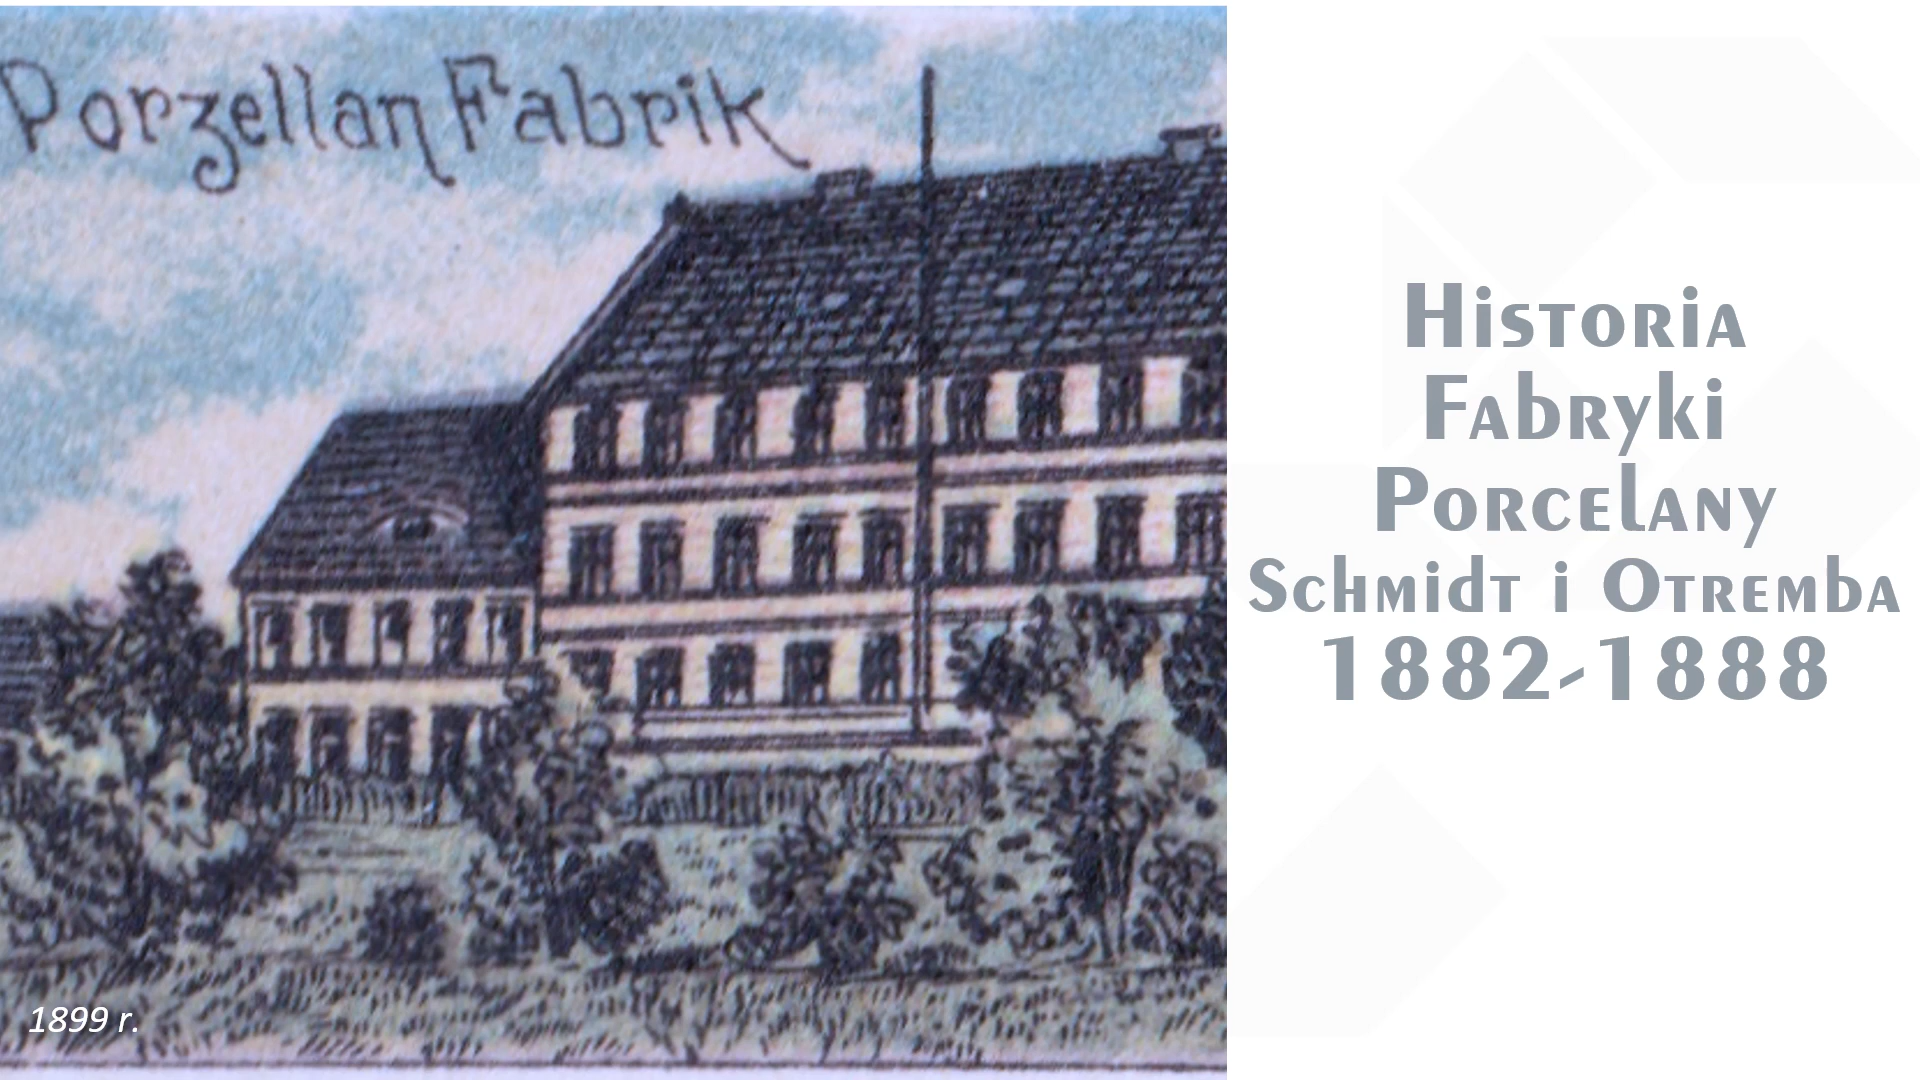 Porzellan Fabrik
1899 r.
Historia
Fabryki
Porcelany
Schmidt i Otremba
1882-1888